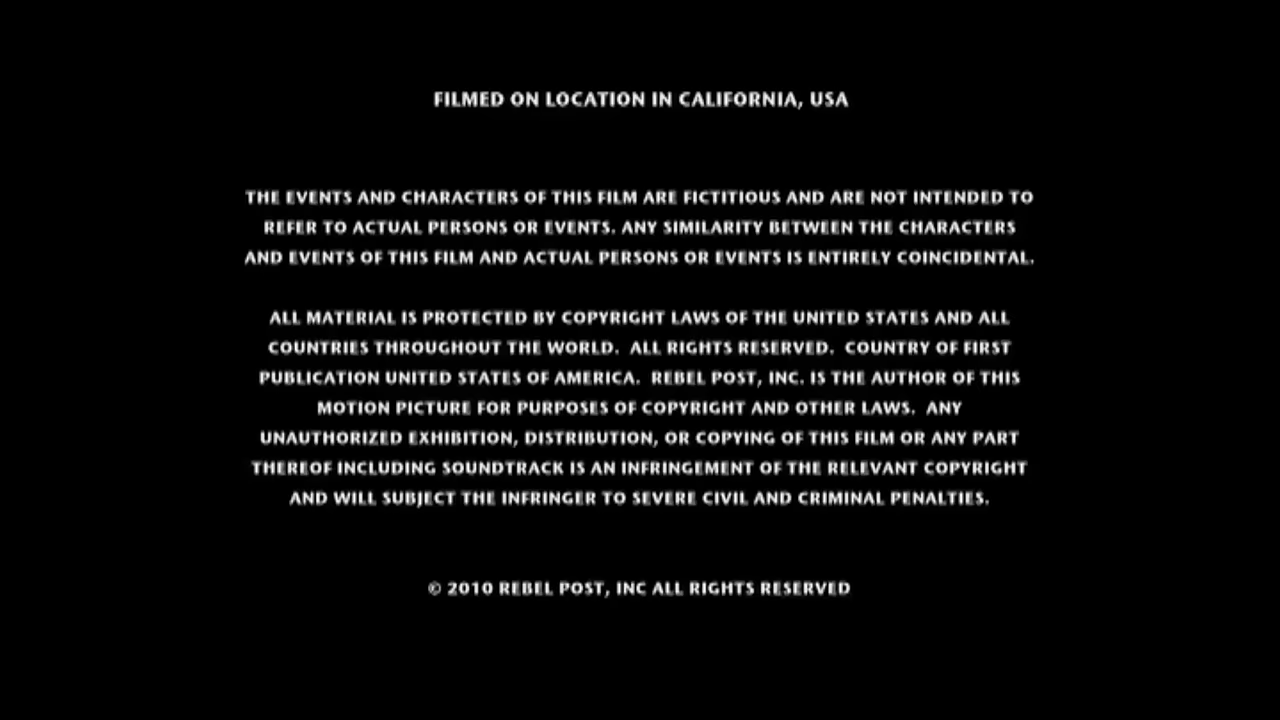 FILMED ON LOCATION IN CALIFORNIA, USA
THE EVENTS AND CHARACTERS OF THIS FILM ARE FICTITIOUS AND ARE NOT INTENDED TO
REFER TO ACTUAL PERSONS OR EVENTS. ANY SIMILARITY BETWEEN THE CHARACTERS
AND EVENTS OF THIS FILM AND ACTUAL PERSONS OR EVENTS IS ENTIRELY COINCIDENTAL.
ALL MATERIAL IS PROTECTED BY COPYRIGHT LAWS OF THE UNITED STATES AND ALL
COUNTRIES THROUGHOUT THE WORLD.  ALL RIGHTS RESERVED.  COUNTRY OF FIRST
PUBLICATION UNITED STATES OF AMERICA.  REBEL POST, INC. IS THE AUTHOR OF THIS
MOTION PICTURE FOR PURPOSES OF COPYRIGHT AND OTHER LAWS.  ANY
UNAUTHORIZED EXHIBITION, DISTRIBUTION, OR COPYING OF THIS FILM OR ANY PART
THEREOF INCLUDING SOUNDTRACK IS AN INFRINGEMENT OF THE RELEVANT COPYRIGHT
AND WILL SUBJECT THE INFRINGER TO SEVERE CIVIL AND CRIMINAL PENALTIES.
© 2010 REBEL POST, INC ALL RIGHTS RESERVED